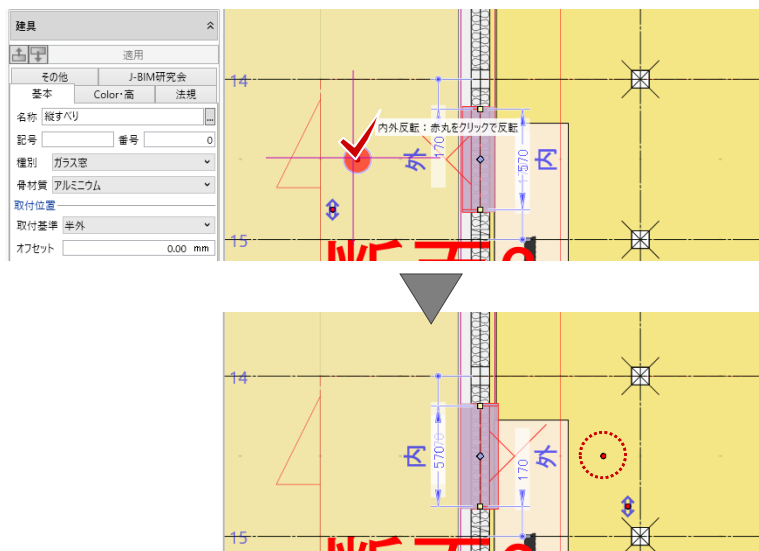 建具
適用
その他 J-BIM研究会
基本 Color・高 法規
名称 縦すべり ...
記号 番号 0
種別 ガラス窓
骨材質 アルミニウム
取付位置
取付基準 半外
オフセット 0.00 mm
14
内外反転：赤丸をクリックで反転
170
外
570
内
15
14
内
570
170
外
15